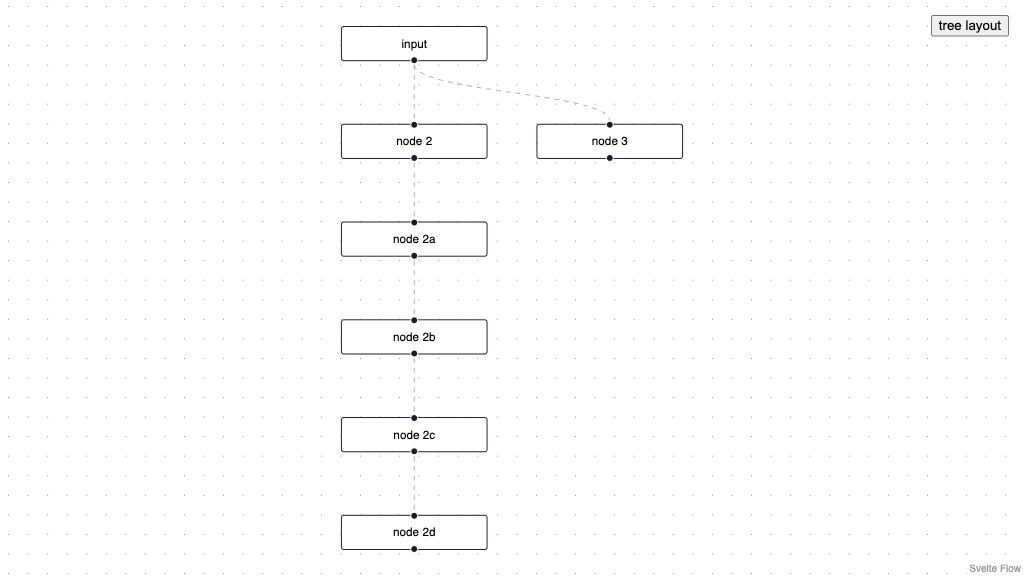 tree layout
input
node 2
node 3
node 2a
node 2b
node 2c
node 2d
Svelte Flow